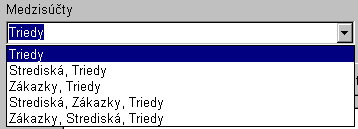 Medzisúčty
Triedy
Triedy
Strediská, Triedy
Zákazky, Triedy
Strediská, Zákazky, Triedy
Zákazky, Strediská, Triedy